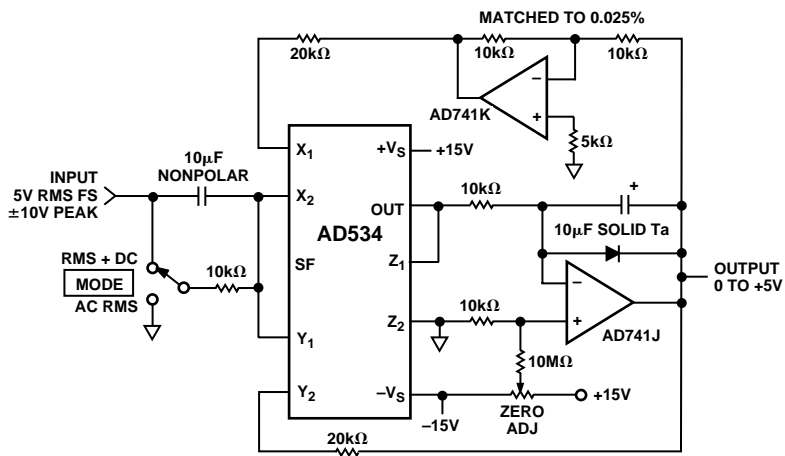 MATCHED TO 0.025%
20kΩ
10kΩ
10kΩ
AD741K
–
+
5kΩ
INPUT
5V RMS FS
±10V PEAK
10μF
NONPOLAR
RMS + DC
MODE
AC RMS
10kΩ
X1
X2
SF
Y1
Y2
AD534
+VS
OUT
Z1
Z2
–VS
+15V
10kΩ
+
10μF SOLID Ta
–
+
AD741J
10kΩ
10MΩ
OUTPUT
0 TO +5V
–15V
ZERO
ADJ
+15V
20kΩ